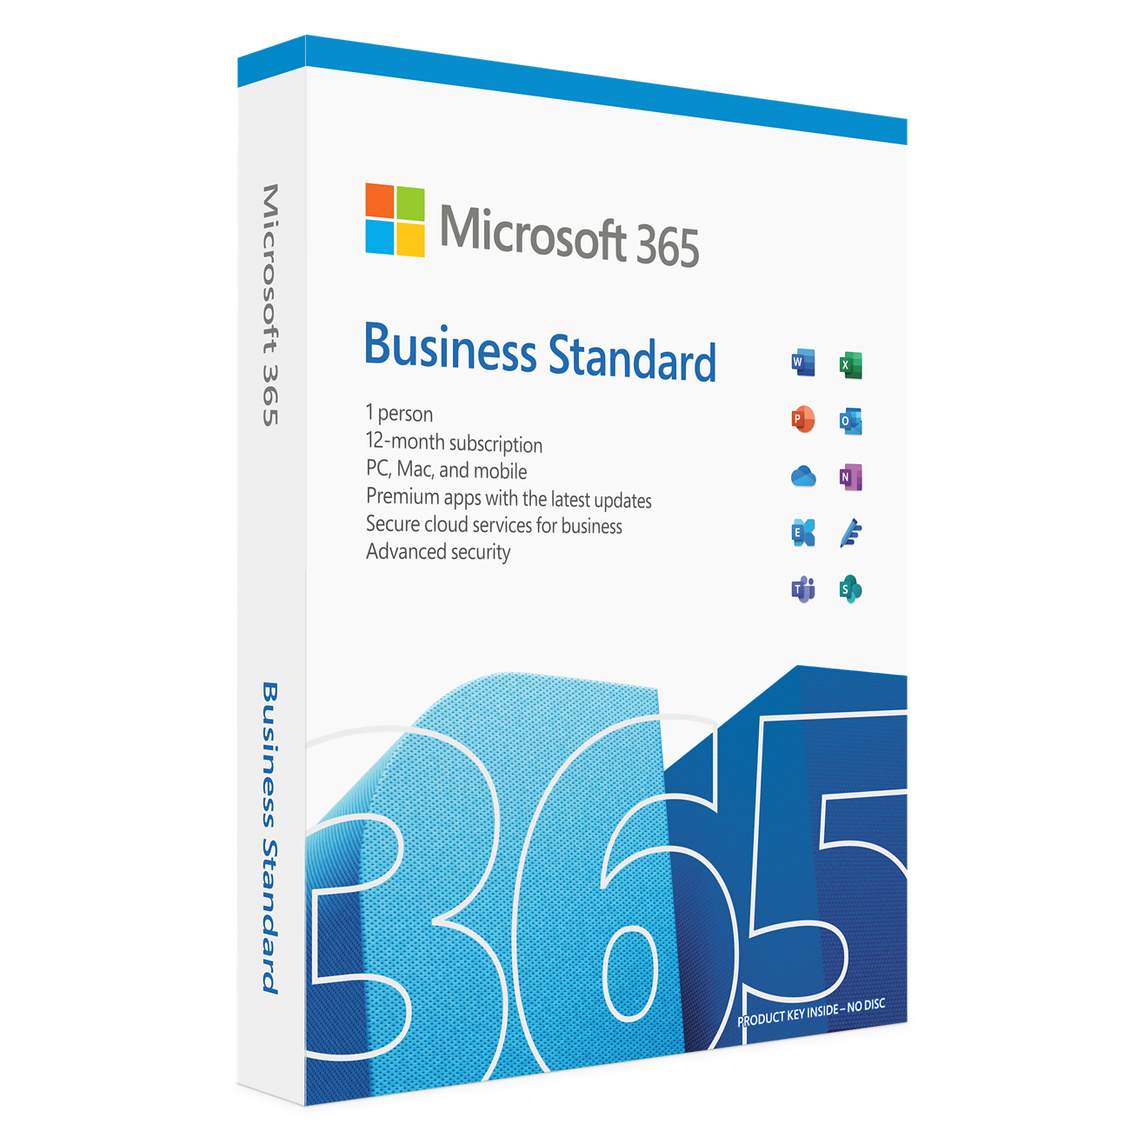 Microsoft 365
Business Standard
Microsoft 365
Business Standard
1 person
12-month subscription
PC, Mac, and mobile
Premium apps with the latest updates
Secure cloud services for business
Advanced security
W X
P O
N
E
T S
365
PRODUCT KEY INSIDE – NO DISC